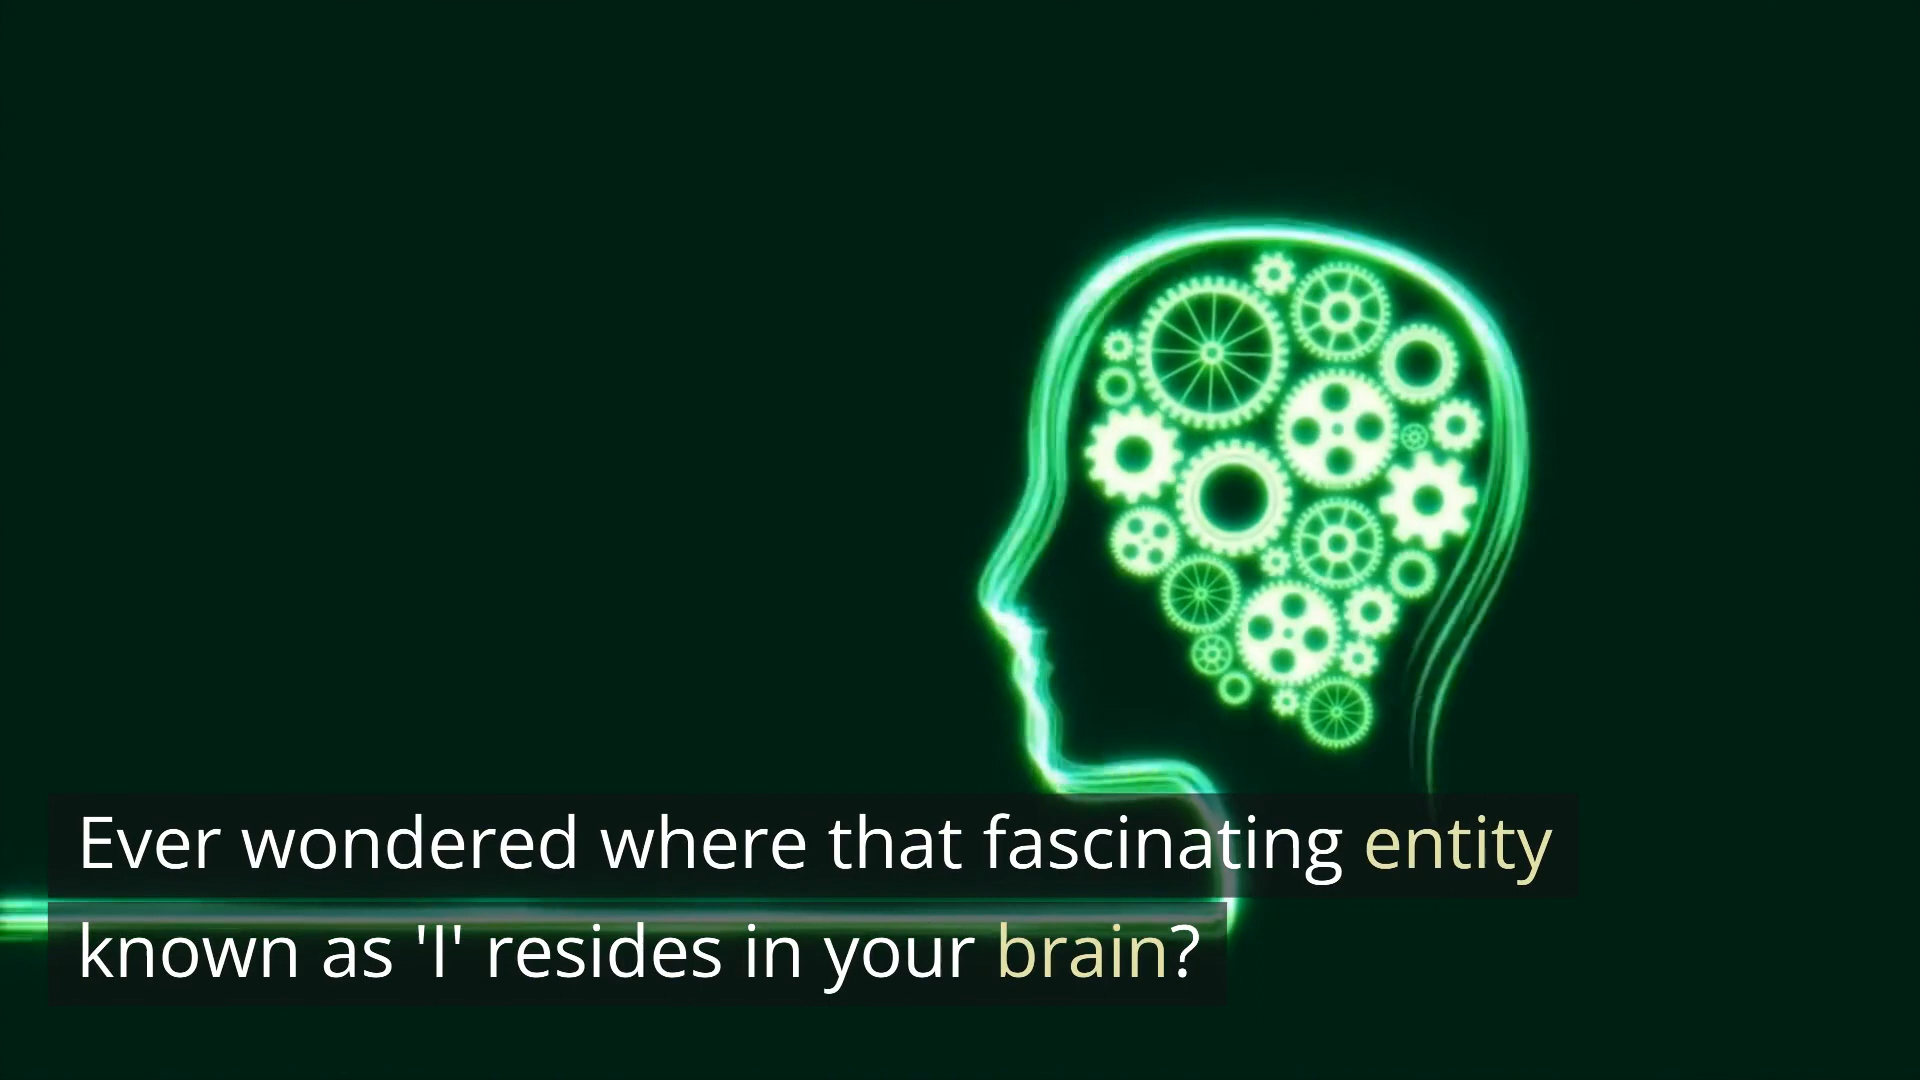 Ever wondered where that fascinating entity
known as 'I' resides in your brain?